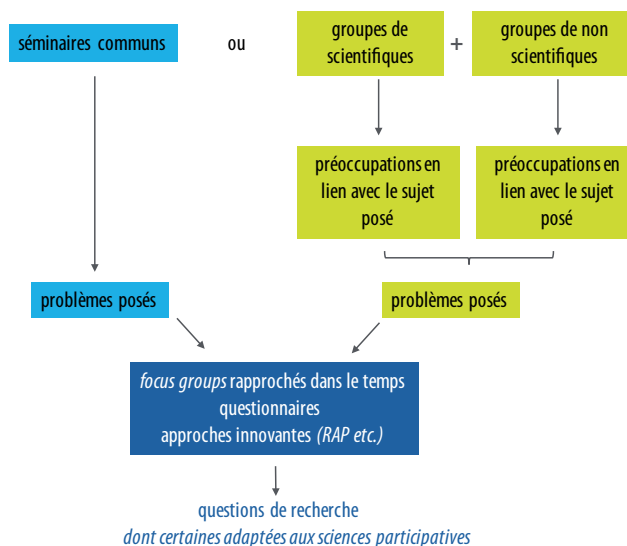 séminaires communs
ou
groupes de
scientifiques
+
groupes de non
scientifiques
préoccupations en
lien avec le sujet
posé
préoccupations en
lien avec le sujet
posé
problèmes posés
problèmes posés
focus groups rapprochés dans le temps
questionnaires
approches innovantes (RAP etc.)
questions de recherche
dont certaines adaptées aux sciences participatives